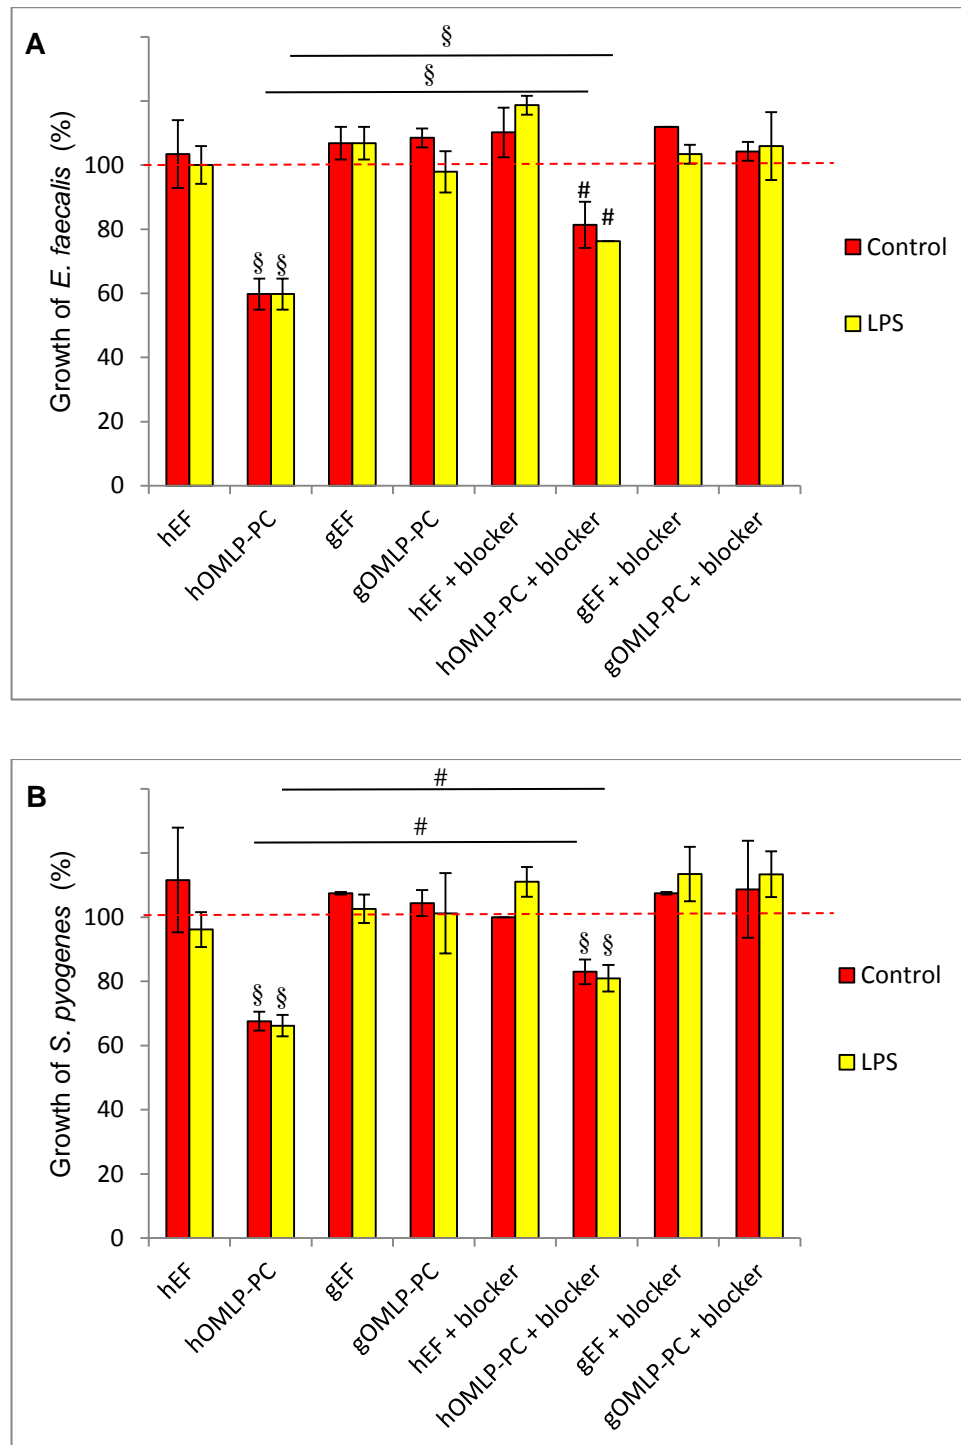 A
§
§
Growth of E. faecalis (%)
100
80
60
40
20
0
§ §
#
#
Control
LPS
hEF
hOMLP-PC
gEF
gOMLP-PC
hEF + blocker
hOMLP-PC + blocker
gEF + blocker
gOMLP-PC + blocker
B
#
#
Growth of S. pyogenes (%)
100
80
60
40
20
0
§ §
§ §
Control
LPS
hEF
hOMLP-PC
gEF
gOMLP-PC
hEF + blocker
hOMLP-PC + blocker
gEF + blocker
gOMLP-PC + blocker